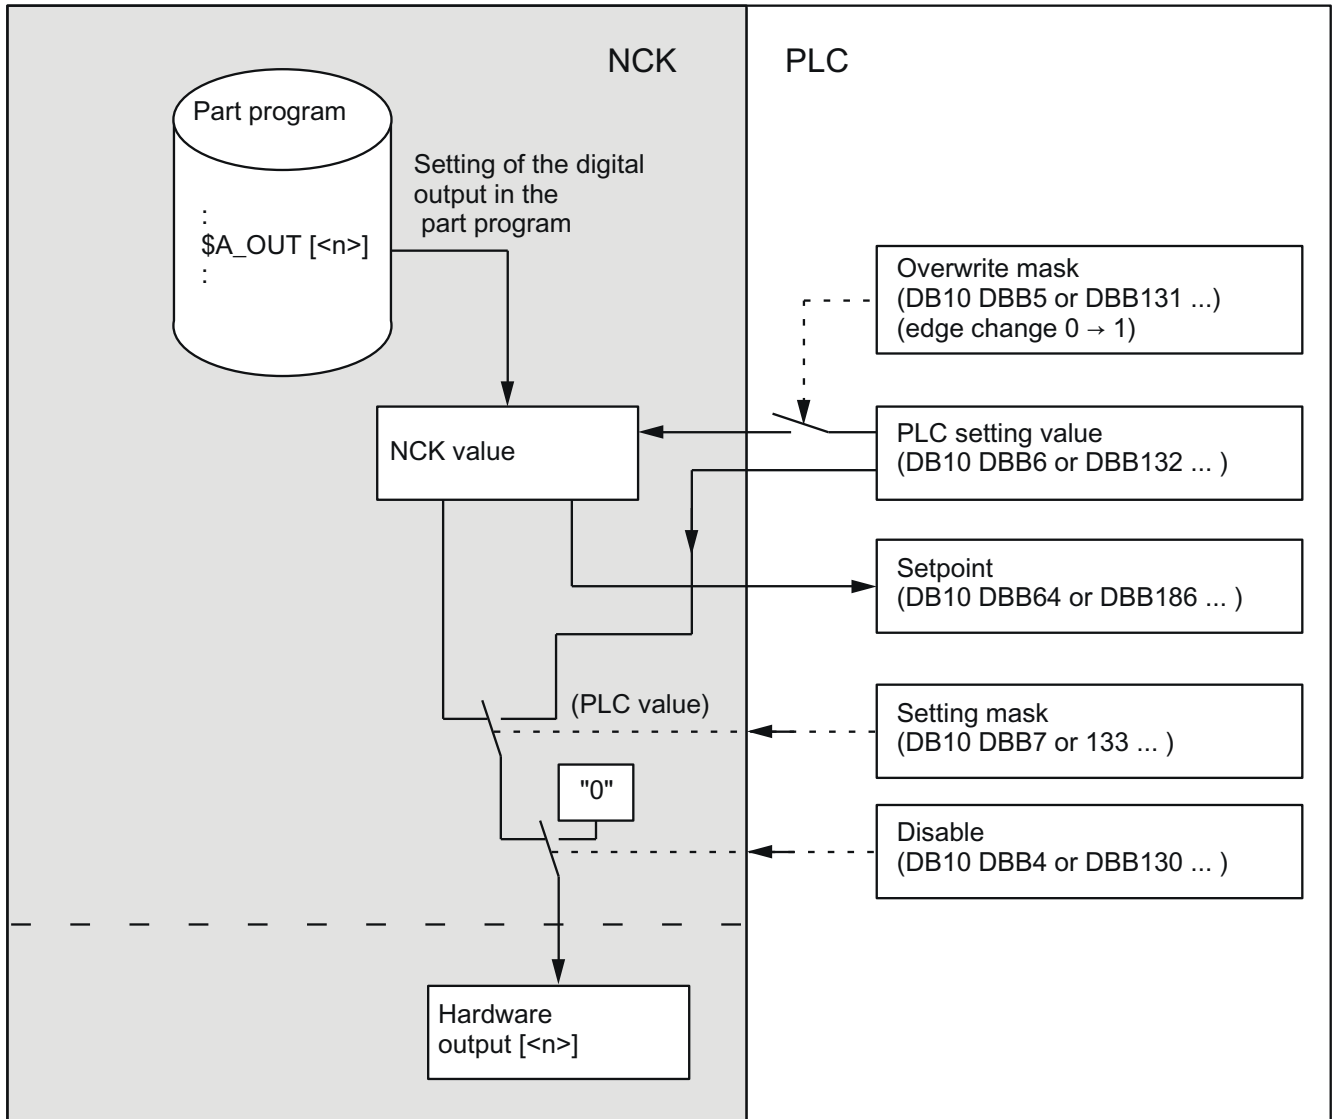 NCK
PLC
Part program
:
$A_OUT [<n>]
:
Setting of the digital
output in the
part program
Overwrite mask
(DB10 DBB5 or DBB131 ...)
(edge change 0 → 1)
NCK value
PLC setting value
(DB10 DBB6 or DBB132 ... )
Setpoint
(DB10 DBB64 or DBB186 ... )
(PLC value)
Setting mask
(DB10 DBB7 or 133 ... )
"0"
Disable
(DB10 DBB4 or DBB130 ... )
Hardware
output [<n>]